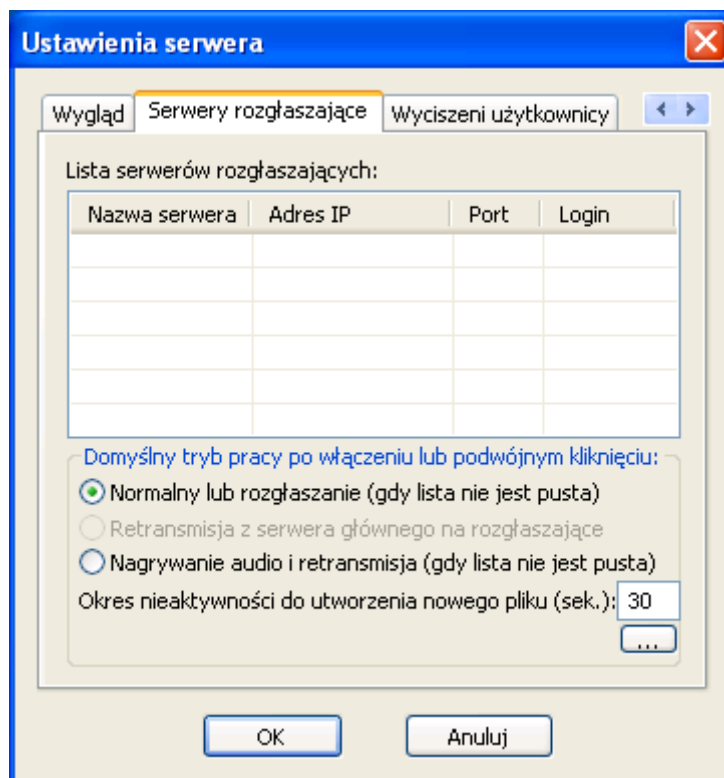 Ustawienia serwera
Wygląd Serwery rozgłaszające Wyciszeni użytkownicy
Lista serwerów rozgłaszających:
Nazwa serwera Adres IP Port Login
Domyślny tryb pracy po włączeniu lub podwójnym kliknięciu:
Normalny lub rozgłaszanie (gdy lista nie jest pusta)
Retransmisja z serwera głównego na rozgłaszające
Nagrywanie audio i retransmisja (gdy lista nie jest pusta)
Okres nieaktywności do utworzenia nowego pliku (sek.): 30
...
OK Anuluj